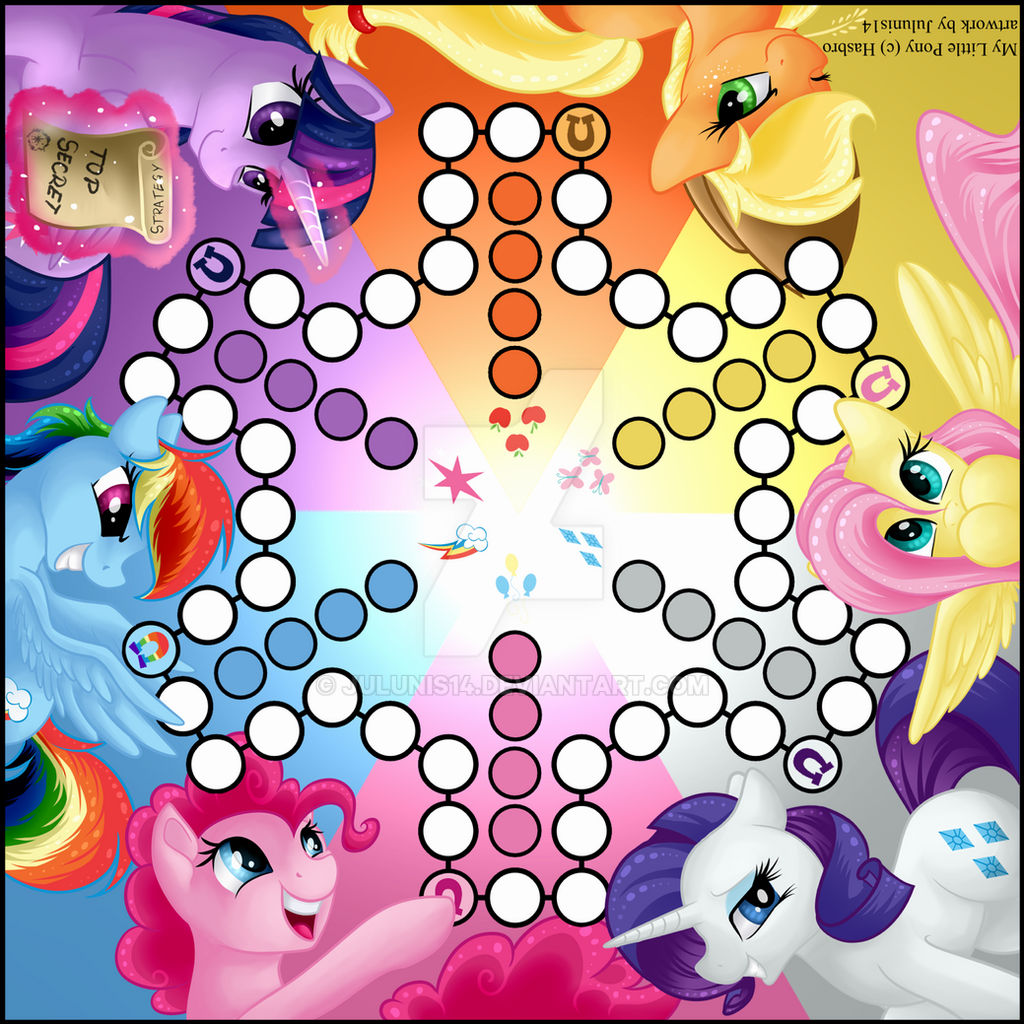 My Little Pony (c) Hasbro
artwork by Julunis14
TOP
SECRET
STRATEGY
© JULUNIS14.DEVIANTART.COM